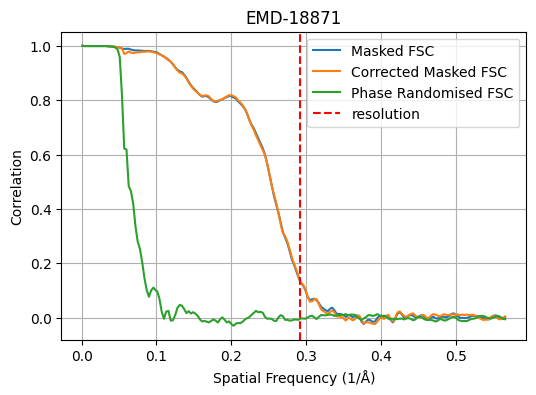 EMD-18871
Masked FSC
Corrected Masked FSC
Phase Randomised FSC
resolution
Correlation
1.0
0.8
0.6
0.4
0.2
0.0
0.0 0.1 0.2 0.3 0.4 0.5
Spatial Frequency (1/Å)